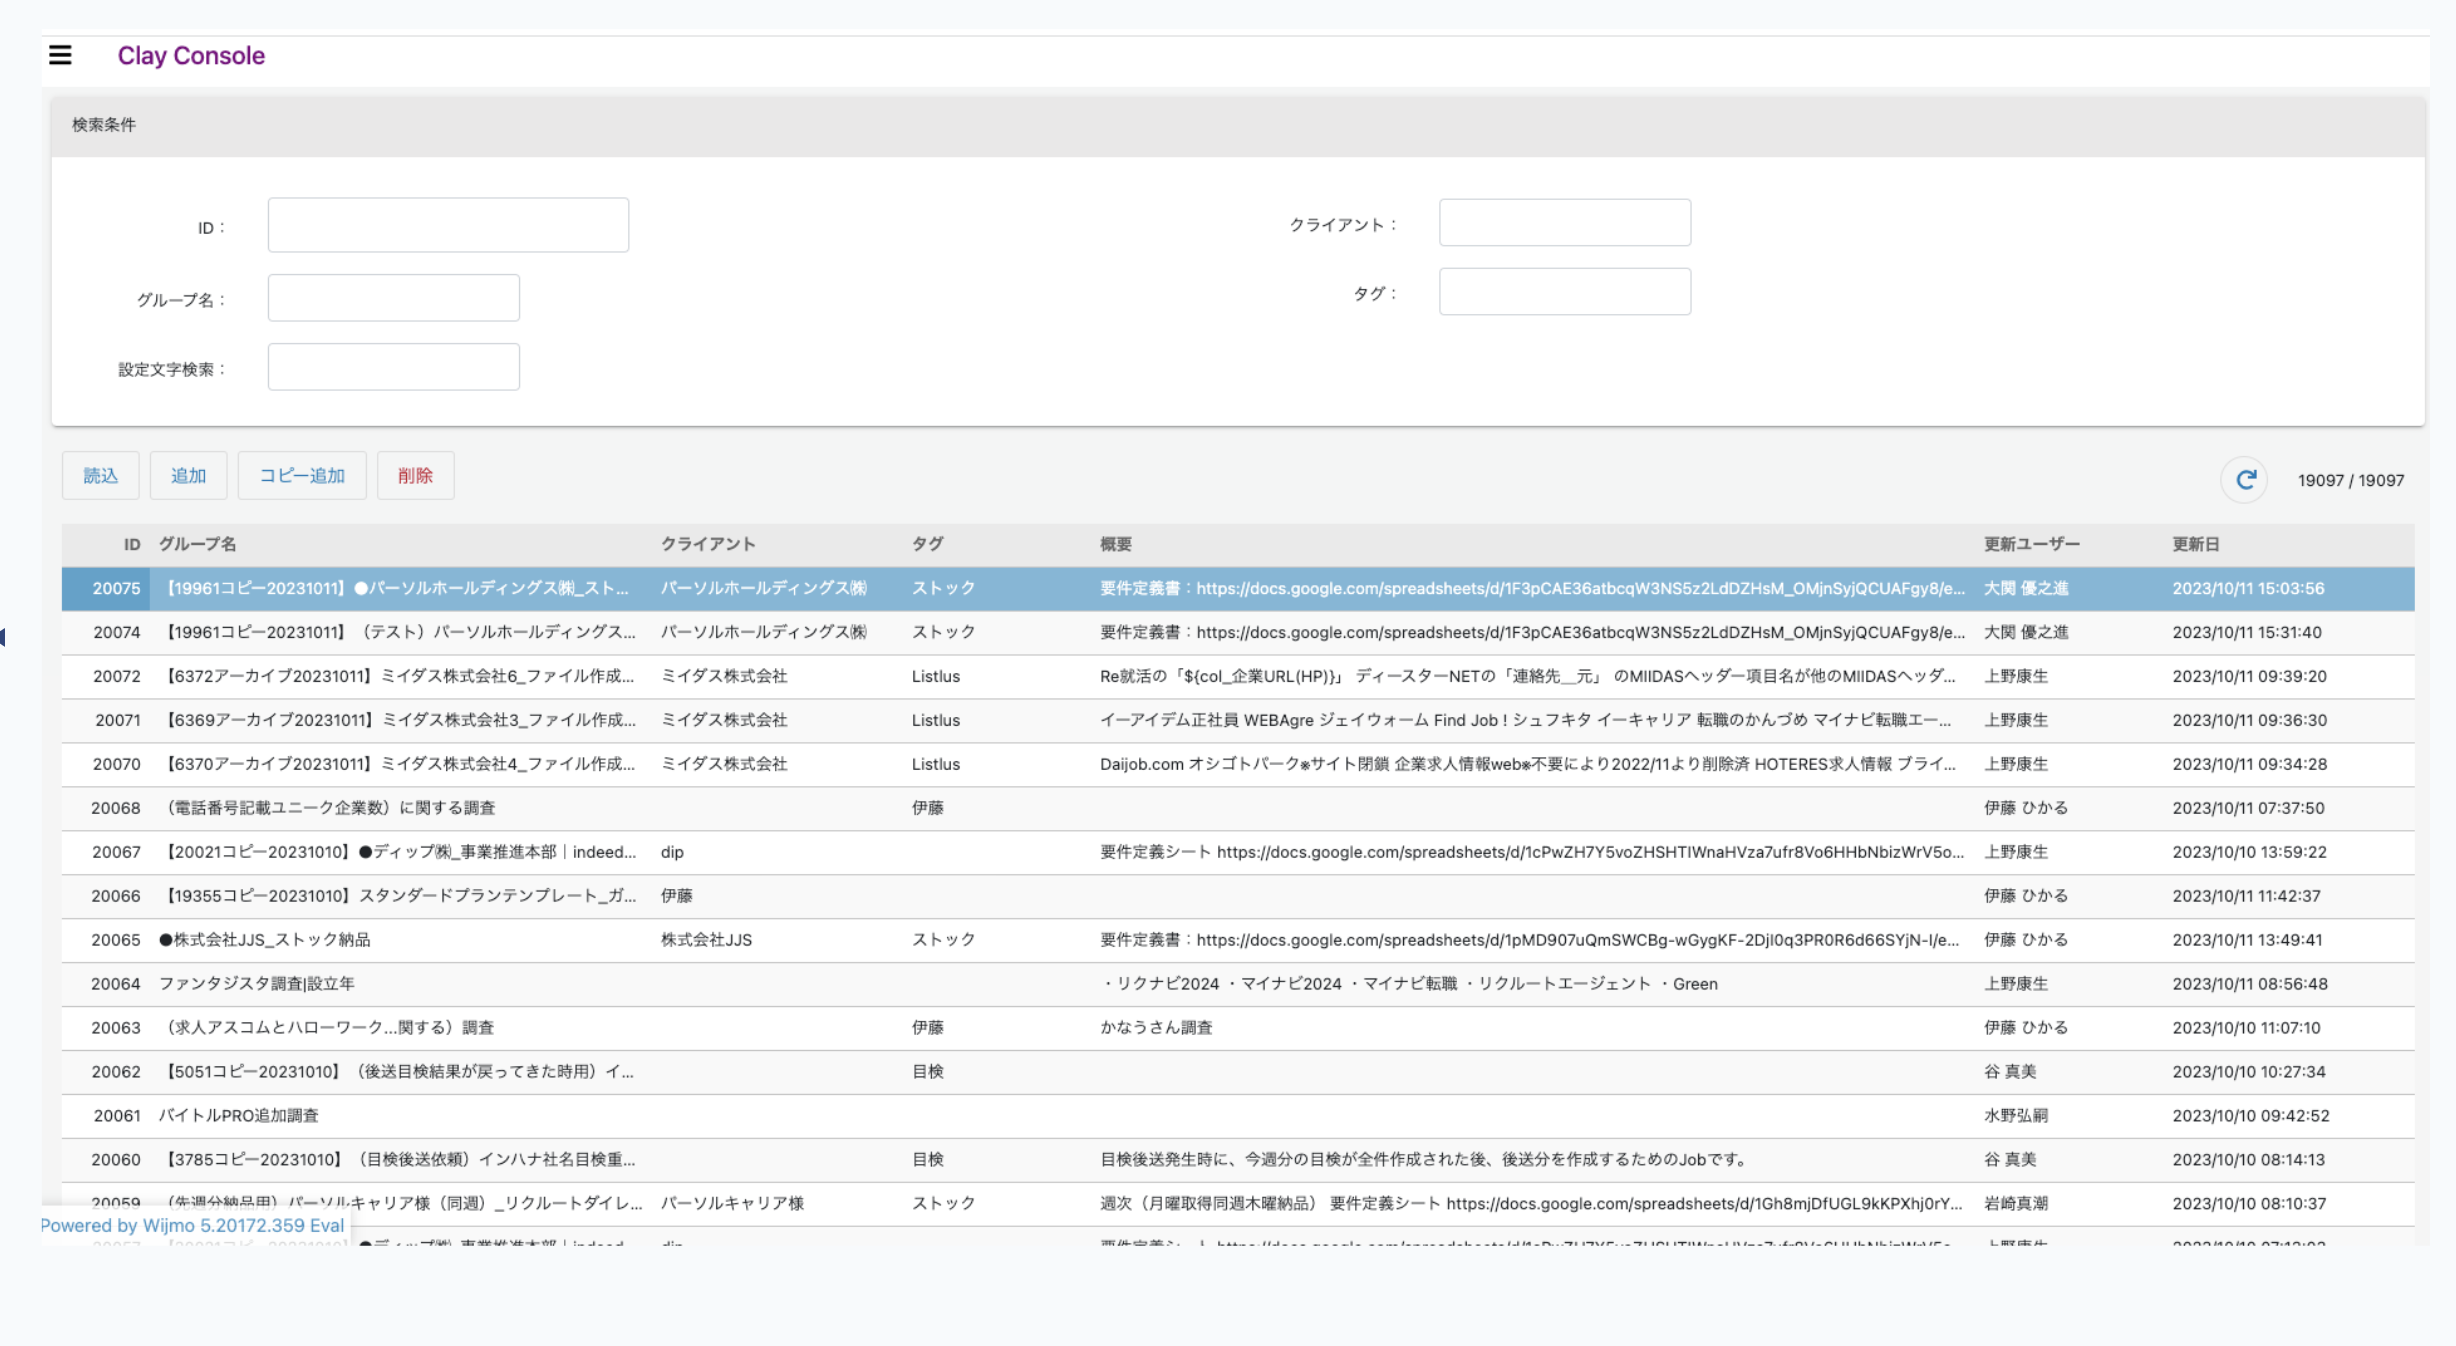 Clay Console
検索条件
ID：
クライアント：
グループ名：
タグ：
設定文字検索：
読込 追加 コピー追加 削除 19097 / 19097
ID グループ名 クライアント タグ 概要 更新ユーザー 更新日
20075 【19961コピー20231011】●パーソルホールディングス㈱_スト... パーソルホールディングス㈱ ストック 要件定義書：https://docs.google.com/spreadsheets/d/1F3pCAE36atbcqW3NS5z2LdDZHsM_OMjnSyjQCUAFgy8/e... 大関 優之進 2023/10/11 15:03:56
20074 【19961コピー20231011】（テスト）パーソルホールディングス... パーソルホールディングス㈱ ストック 要件定義書：https://docs.google.com/spreadsheets/d/1F3pCAE36atbcqW3NS5z2LdDZHsM_OMjnSyjQCUAFgy8/e... 大関 優之進 2023/10/11 15:31:40
20072 【6372アーカイブ20231011】ミイダス株式会社6_ファイル作成... ミイダス株式会社 Listlus Re就活の「${col_企業URL(HP)}」 ディースターNETの「連絡先__元」 のMIIDASヘッダー項目名が他のMIIDASヘッダ... 上野康生 2023/10/11 09:39:20
20071 【6369アーカイブ20231011】ミイダス株式会社3_ファイル作成... ミイダス株式会社 Listlus イーアイデム正社員 WEBAgre ジェイウォーム Find Job ! シュフキタ イーキャリア 転職のかんづめ マイナビ転職エー... 上野康生 2023/10/11 09:36:30
20070 【6370アーカイブ20231011】ミイダス株式会社4_ファイル作成... ミイダス株式会社 Listlus Daijob.com オシゴトパーク※サイト閉鎖 企業求人情報web※不要により2022/11より削除済 HOTERES求人情報 ブライ... 上野康生 2023/10/11 09:34:28
20068 （電話番号記載ユニーク企業数）に関する調査 伊藤 伊藤 ひかる 2023/10/11 07:37:50
20067 【20021コピー20231010】●ディップ㈱_事業推進本部｜indeed... dip 要件定義シート https://docs.google.com/spreadsheets/d/1cPwZH7Y5voZHSHTIWnaHVza7ufr8Vo6HHbNbizWrV5o... 上野康生 2023/10/10 13:59:22
20066 【19355コピー20231010】スタンダードプランテンプレート_ガ... 伊藤 伊藤 ひかる 2023/10/11 11:42:37
20065 ●株式会社JJS_ストック納品 株式会社JJS ストック 要件定義書：https://docs.google.com/spreadsheets/d/1pMD907uQmSWCBg-wGygKF-2DjI0q3PR0R6d66SYjN-I/e... 伊藤 ひかる 2023/10/11 13:49:41
20064 ファンタジスタ調査|設立年 ・リクナビ2024 ・マイナビ2024 ・マイナビ転職 ・リクルートエージェント ・Green 上野康生 2023/10/11 08:56:48
20063 （求人アスコムとハローワーク...関する）調査 伊藤 かなうさん調査 伊藤 ひかる 2023/10/10 11:07:10
20062 【5051コピー20231010】（後送目検結果が戻ってきた時用）イ... 目検 谷 真美 2023/10/10 10:27:34
20061 バイトルPRO追加調査 水野弘嗣 2023/10/10 09:42:52
20060 【3785コピー20231010】（目検後送依頼）インハナ社名目検重... 目検 目検後送発生時に、今週分の目検が全件作成された後、後送分を作成するためのJobです。 谷 真美 2023/10/10 08:14:13
20059 （先週分納品用）パーソルキャリア様（同週）_リクルートダイレ... パーソルキャリア様 ストック 週次（月曜取得同週木曜納品） 要件定義シート https://docs.google.com/spreadsheets/d/1Gh8mjDfUGL9kKPXhj0rY... 岩崎真潮 2023/10/10 08:10:37
Powered by Wijmo 5.20172.359 Eval